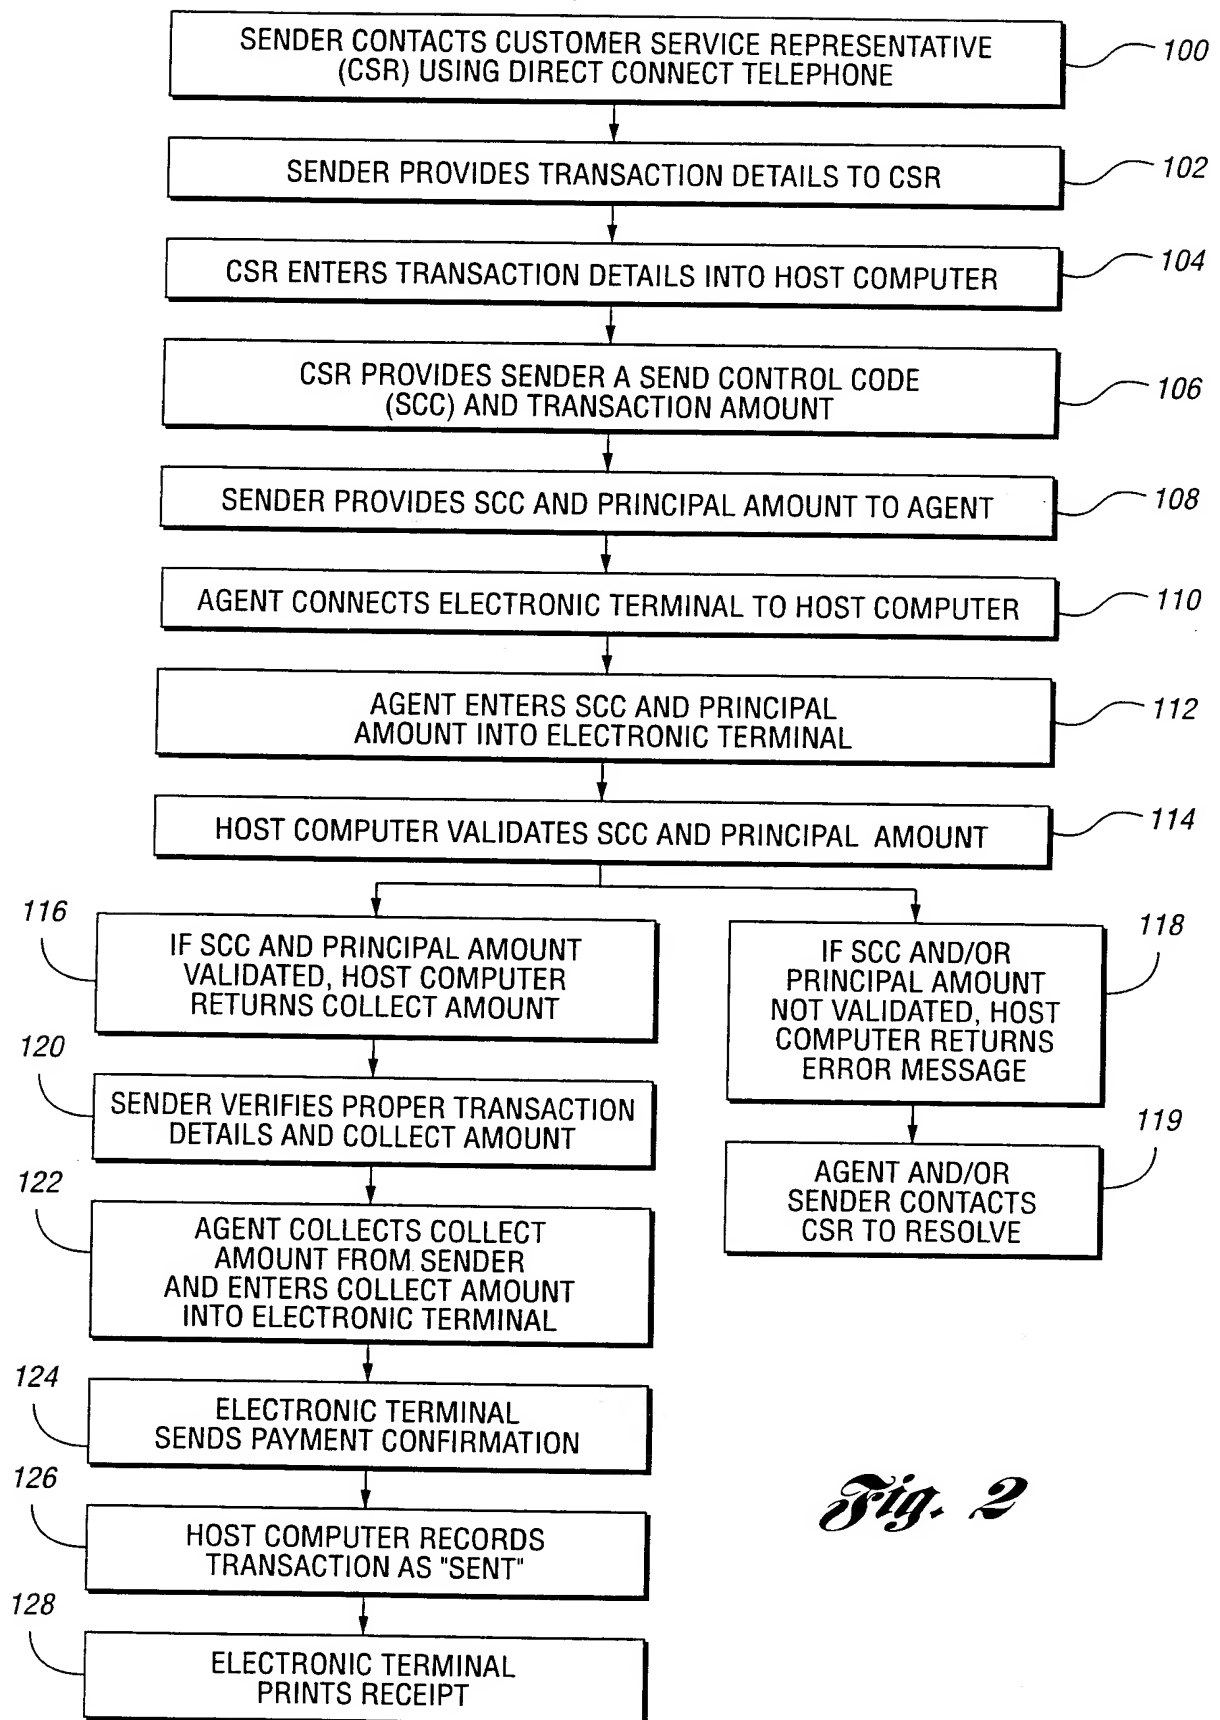 SENDER CONTACTS CUSTOMER SERVICE REPRESENTATIVE
(CSR) USING DIRECT CONNECT TELEPHONE
100
SENDER PROVIDES TRANSACTION DETAILS TO CSR
102
CSR ENTERS TRANSACTION DETAILS INTO HOST COMPUTER
104
CSR PROVIDES SENDER A SEND CONTROL CODE
(SCC) AND TRANSACTION AMOUNT
106
SENDER PROVIDES SCC AND PRINCIPAL AMOUNT TO AGENT
108
AGENT CONNECTS ELECTRONIC TERMINAL TO HOST COMPUTER
110
AGENT ENTERS SCC AND PRINCIPAL
AMOUNT INTO ELECTRONIC TERMINAL
112
HOST COMPUTER VALIDATES SCC AND PRINCIPAL AMOUNT
114
116
IF SCC AND PRINCIPAL AMOUNT
VALIDATED, HOST COMPUTER
RETURNS COLLECT AMOUNT
118
IF SCC AND/OR
PRINCIPAL AMOUNT
NOT VALIDATED, HOST
COMPUTER RETURNS
ERROR MESSAGE
120
SENDER VERIFIES PROPER TRANSACTION
DETAILS AND COLLECT AMOUNT
119
AGENT AND/OR
SENDER CONTACTS
CSR TO RESOLVE
122
AGENT COLLECTS COLLECT
AMOUNT FROM SENDER
AND ENTERS COLLECT AMOUNT
INTO ELECTRONIC TERMINAL
124
ELECTRONIC TERMINAL
SENDS PAYMENT CONFIRMATION
126
HOST COMPUTER RECORDS
TRANSACTION AS "SENT"
128
ELECTRONIC TERMINAL
PRINTS RECEIPT
Fig. 2